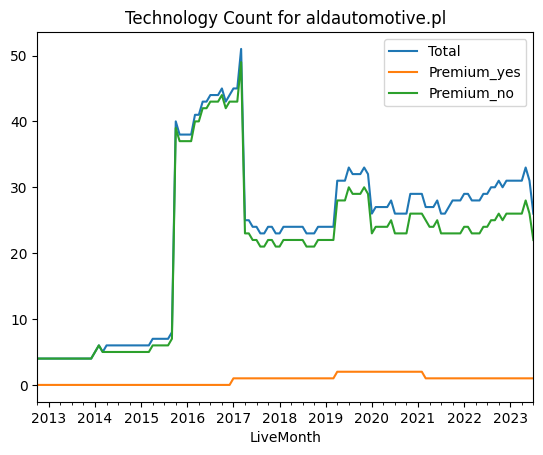 Technology Count for aldautomotive.pl
Total
Premium_yes
Premium_no
50
40
30
20
10
0
2013 2014 2015 2016 2017 2018 2019 2020 2021 2022 2023
LiveMonth